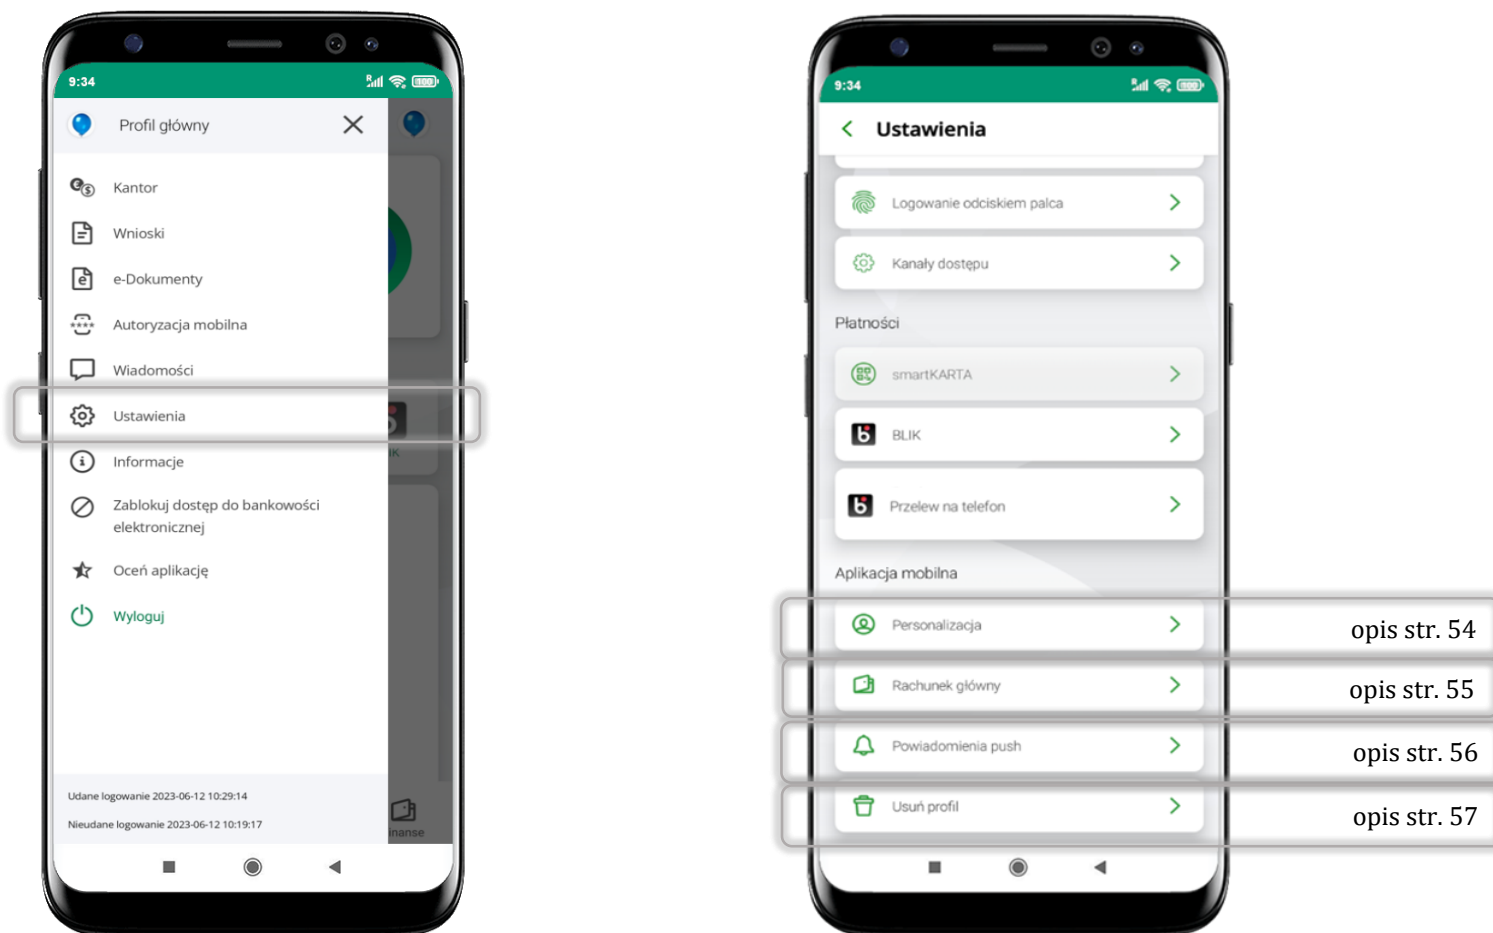 9:34
Profil główny
Kantor
Wnioski
e-Dokumenty
Autoryzacja mobilna
Wiadomości
Ustawienia
IK
Informacje
Zablokuj dostęp do bankowości
elektronicznej
Oceń aplikację
Wyloguj
Udane logowanie 2023-06-12 10:29:14
Nieudane logowanie 2023-06-12 10:19:17
inanse
9:34
Ustawienia
Logowanie odciskiem palca
Kanały dostępu
Płatności
smartKARTA
BLIK
Przelew na telefon
Aplikacja mobilna
Personalizacja opis str. 54
Rachunek główny opis str. 55
Powiadomienia push opis str. 56
Usuń profil opis str. 57